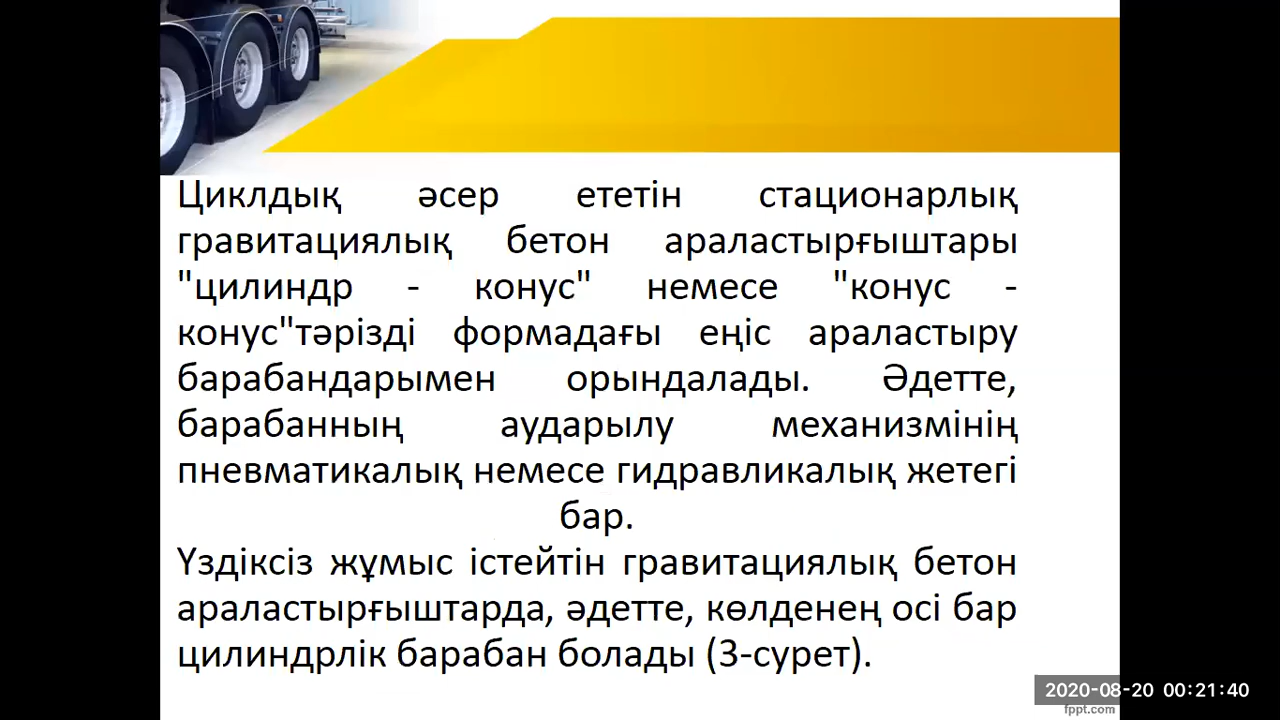 Циклдық әсер ететін стационарлық
гравитациялық бетон араластырғыштары
"цилиндр - конус" немесе "конус -
конус"тәрізді формадағы еңіс араластыру
барабандарымен орындалады. Әдетте,
барабанның аударылу механизмінің
пневматикалық немесе гидравликалық жетегі
бар.
Үздіксіз жұмыс істейтін гравитациялық бетон
араластырғыштарда, әдетте, көлденең осі бар
цилиндрлік барабан болады (3-сурет).
2020-08-20 00:21:40
fppt.com